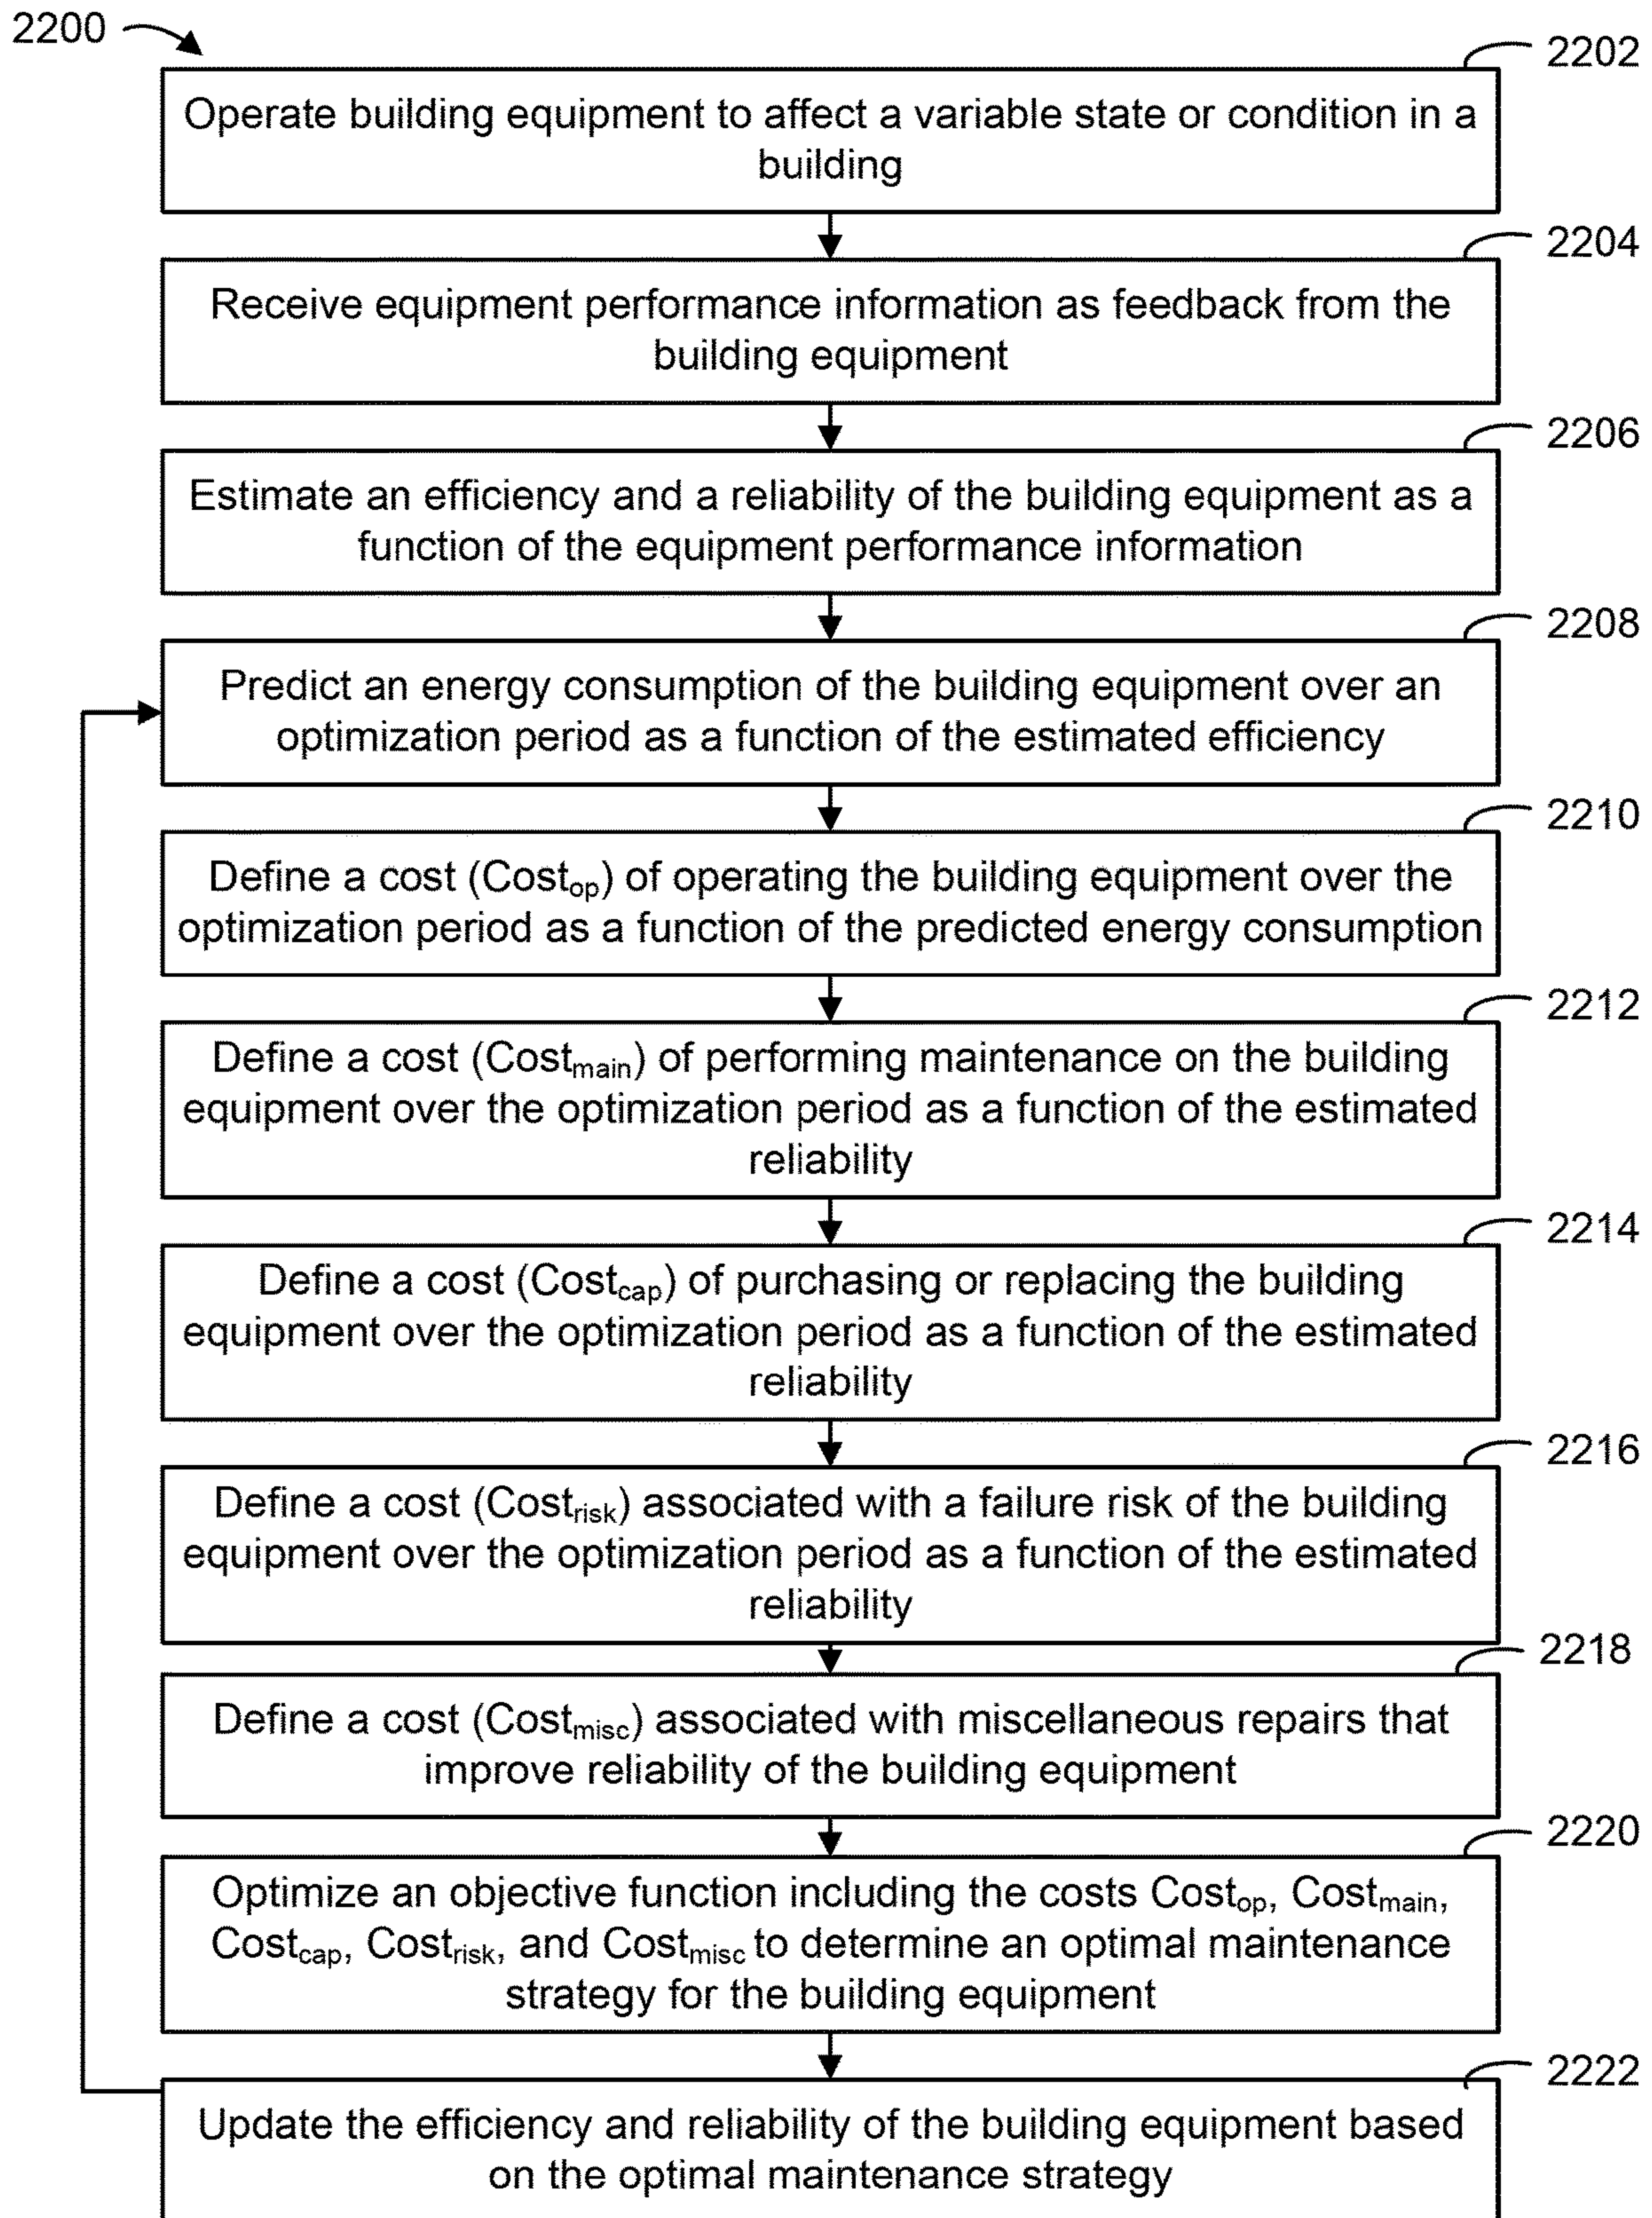 2200
2202
Operate building equipment to affect a variable state or condition in a
building
2204
Receive equipment performance information as feedback from the
building equipment
2206
Estimate an efficiency and a reliability of the building equipment as a
function of the equipment performance information
2208
Predict an energy consumption of the building equipment over an
optimization period as a function of the estimated efficiency
2210
Define a cost (Costop) of operating the building equipment over the
optimization period as a function of the predicted energy consumption
2212
Define a cost (Costmain) of performing maintenance on the building
equipment over the optimization period as a function of the estimated
reliability
2214
Define a cost (Costcap) of purchasing or replacing the building
equipment over the optimization period as a function of the estimated
reliability
2216
Define a cost (Costrisk) associated with a failure risk of the building
equipment over the optimization period as a function of the estimated
reliability
2218
Define a cost (Costmisc) associated with miscellaneous repairs that
improve reliability of the building equipment
2220
Optimize an objective function including the costs Costop, Costmain,
Costcap, Costrisk, and Costmisc to determine an optimal maintenance
strategy for the building equipment
2222
Update the efficiency and reliability of the building equipment based
on the optimal maintenance strategy